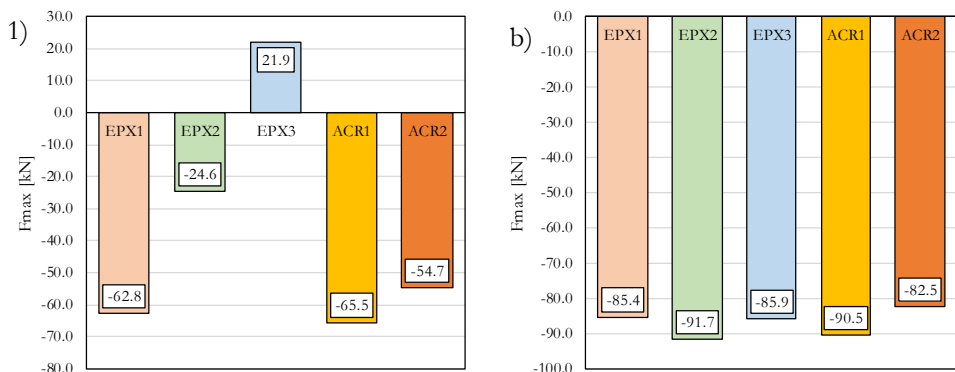 1)
Fmax [kN]
30.0
20.0
10.0
0.0
-10.0
-20.0
-30.0
-40.0
-50.0
-60.0
-70.0
-80.0
EPX1
EPX2
EPX3
ACR1
ACR2
-62.8
-24.6
21.9
-65.5
-54.7
b)
Fmax [kN]
0.0
-10.0
-20.0
-30.0
-40.0
-50.0
-60.0
-70.0
-80.0
-90.0
-100.0
EPX1
EPX2
EPX3
ACR1
ACR2
-85.4
-91.7
-85.9
-90.5
-82.5